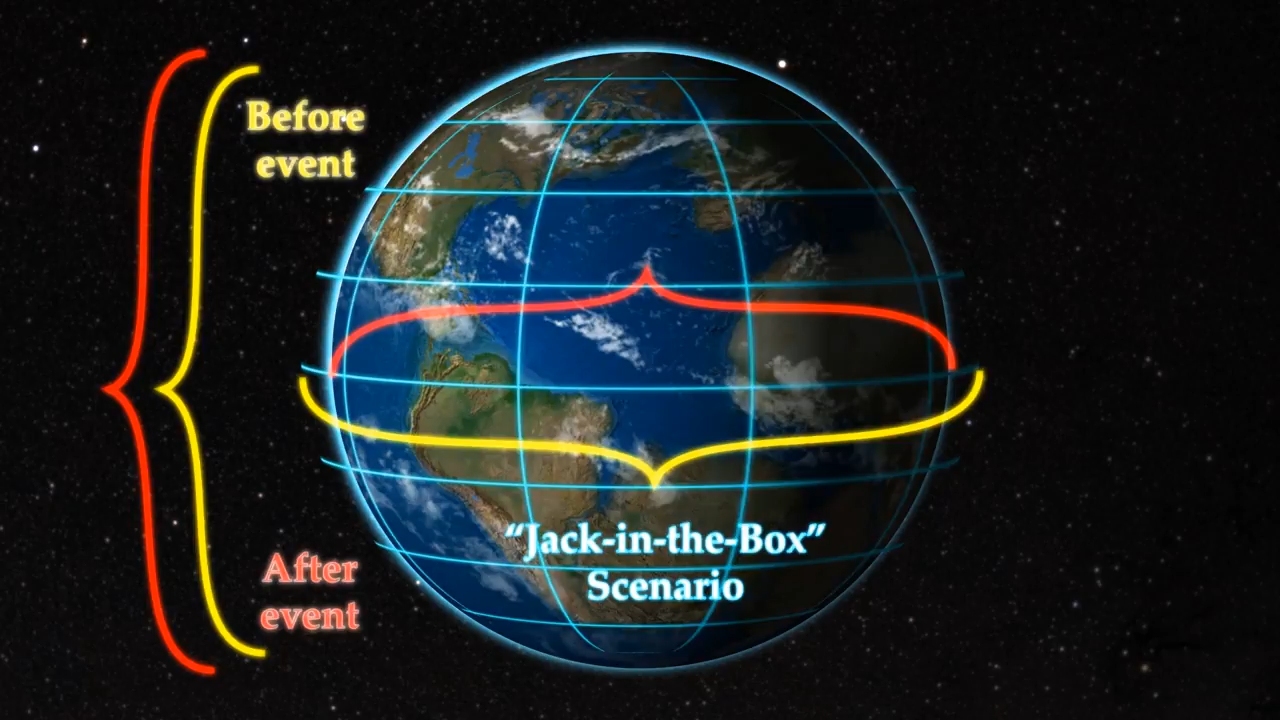 Before
event
After
event
“Jack-in-the-Box”
Scenario